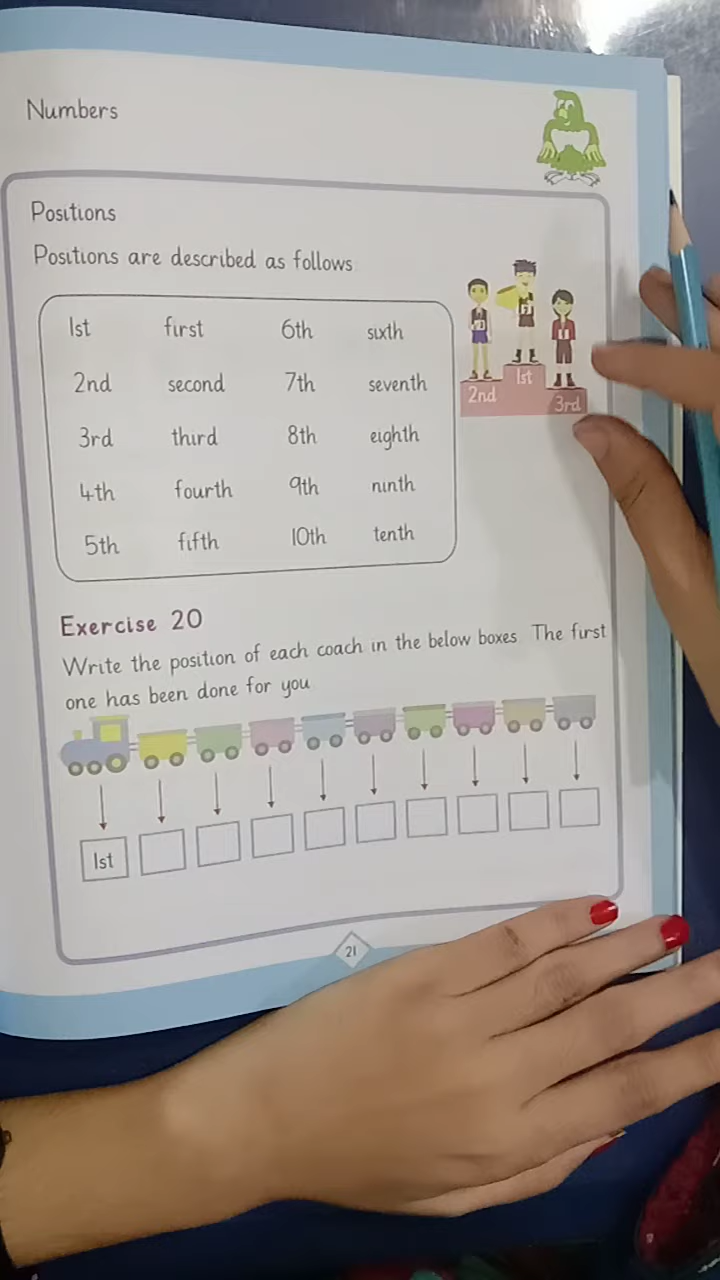 Numbers
Positions
Positions are described as follows
1st first 6th sixth
2nd second 7th seventh
3rd third 8th eighth
4th fourth 9th ninth
5th fifth 10th tenth
1st
2nd
3rd
Exercise 20
Write the position of each coach in the below boxes The first
one has been done for you
1st
21